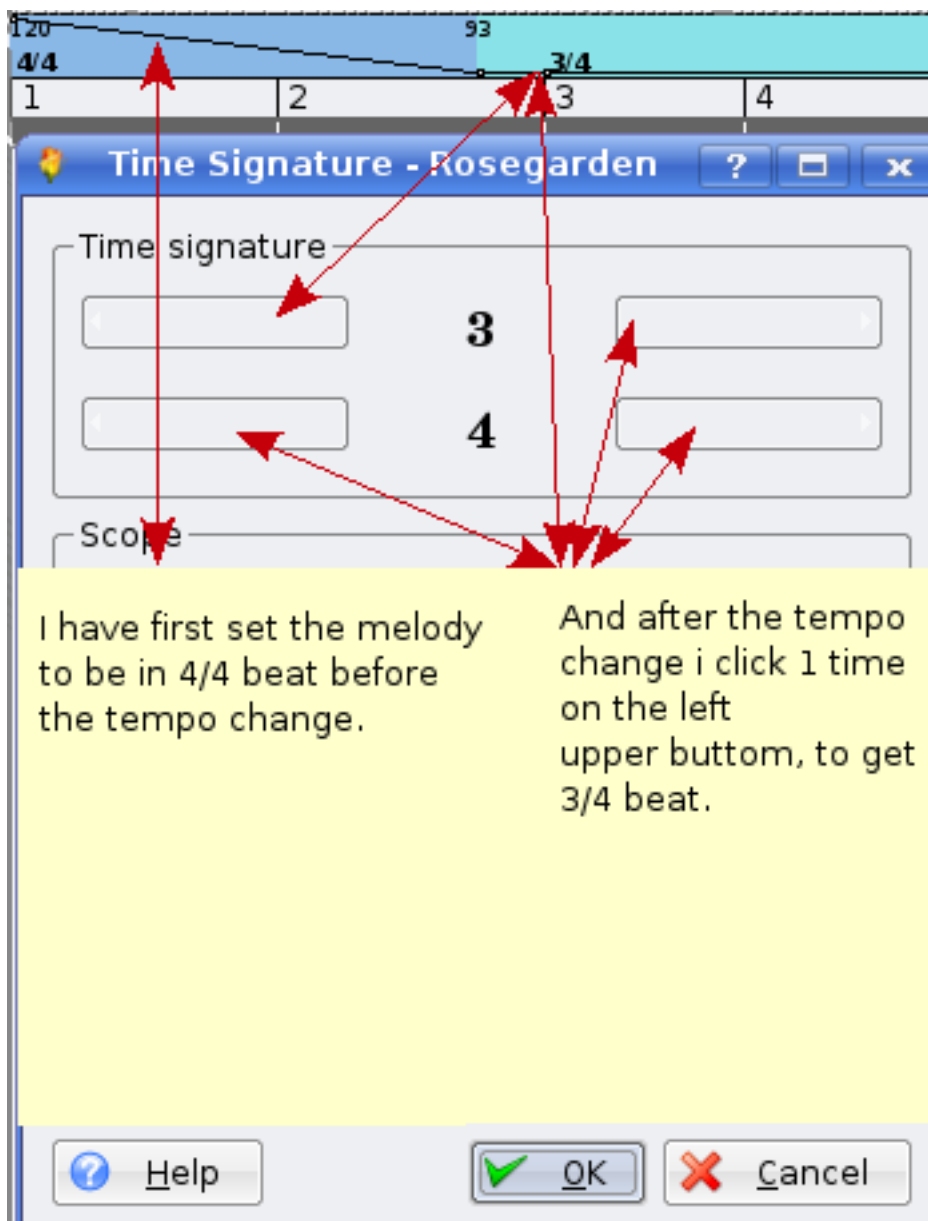 120 93
4/4 3/4
1 2 3 4
Time Signature - Rosegarden ?
Time signature
3
4
Scope
I have first set the melody
to be in 4/4 beat before
the tempo change.
And after the tempo
change i click 1 time
on the left
upper buttom, to get
3/4 beat.
? Help OK Cancel